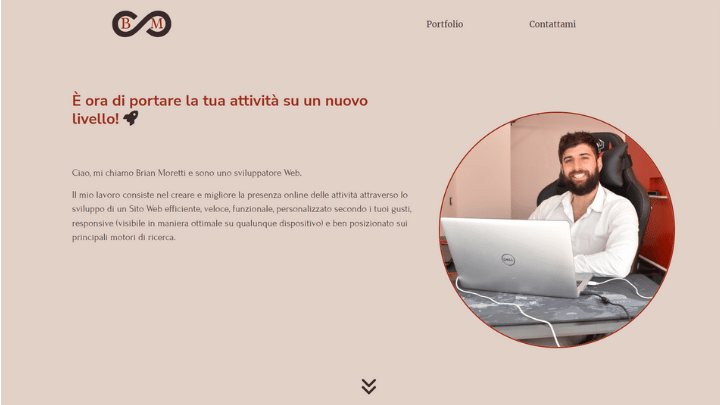 B M
Portfolio
Contattami
È ora di portare la tua attività su un nuovo
livello!
Ciao, mi chiamo Brian Moretti e sono uno sviluppatore Web.
Il mio lavoro consiste nel creare e migliore la presenza online delle attività attraverso lo
sviluppo di un Sito Web efficiente, veloce, funzionale, personalizzato secondo i tuoi gusti,
responsive (visibile in maniera ottimale su qualunque dispositivo) e ben posizionato sui
principali motori di ricerca.
DELL